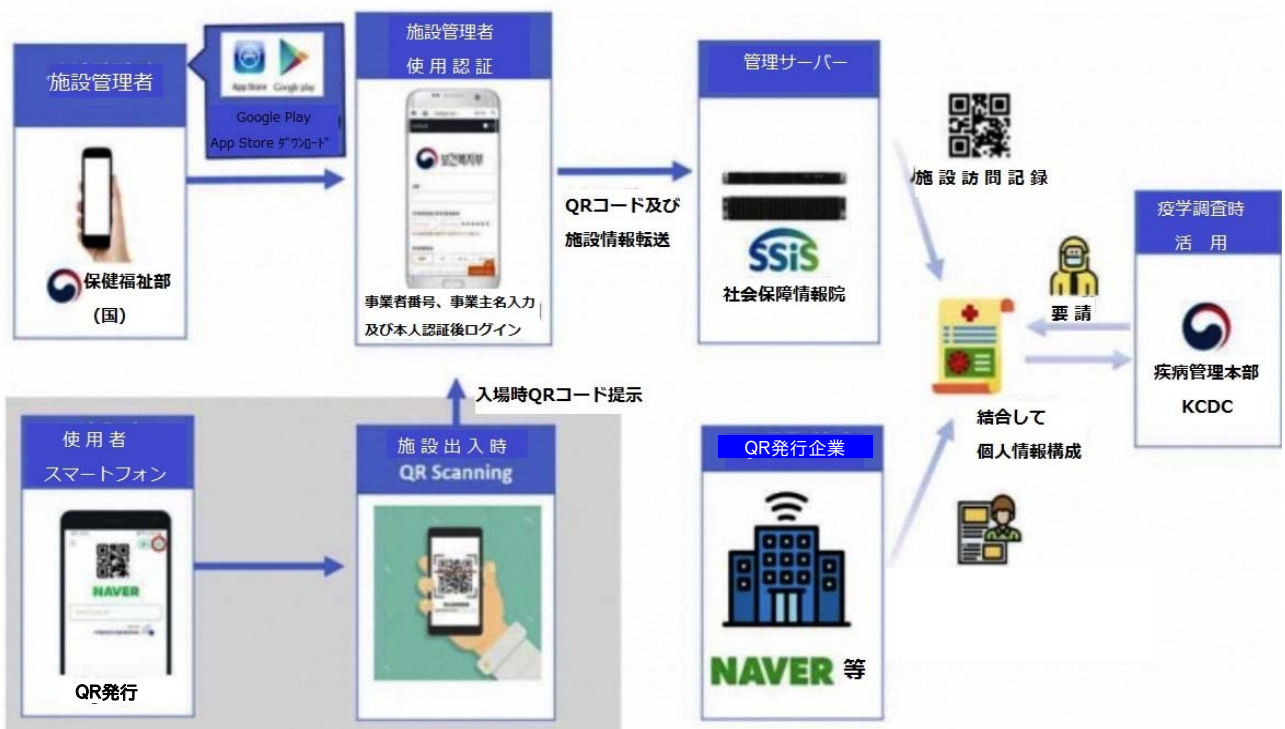 施設管理者
App Store Google play
Google Play
App Store ﾀﾞｳﾝﾛｰﾄﾞ
保健福祉部
(国)
施設管理者
使用認証
보건복지부
事業者番号、事業主名入力
及び本人認証後ログイン
QRコード及び
施設情報転送
管理サーバー
SSiS
社会保障情報院
施設訪問記録
疫学調査時
活用
要請
疾病管理本部
KCDC
結合して
個人情報構成
入場時QRコード提示
使用者
スマートフォン
NAVER
QR発行
施設出入時
QR Scanning
QR発行企業
NAVER 等